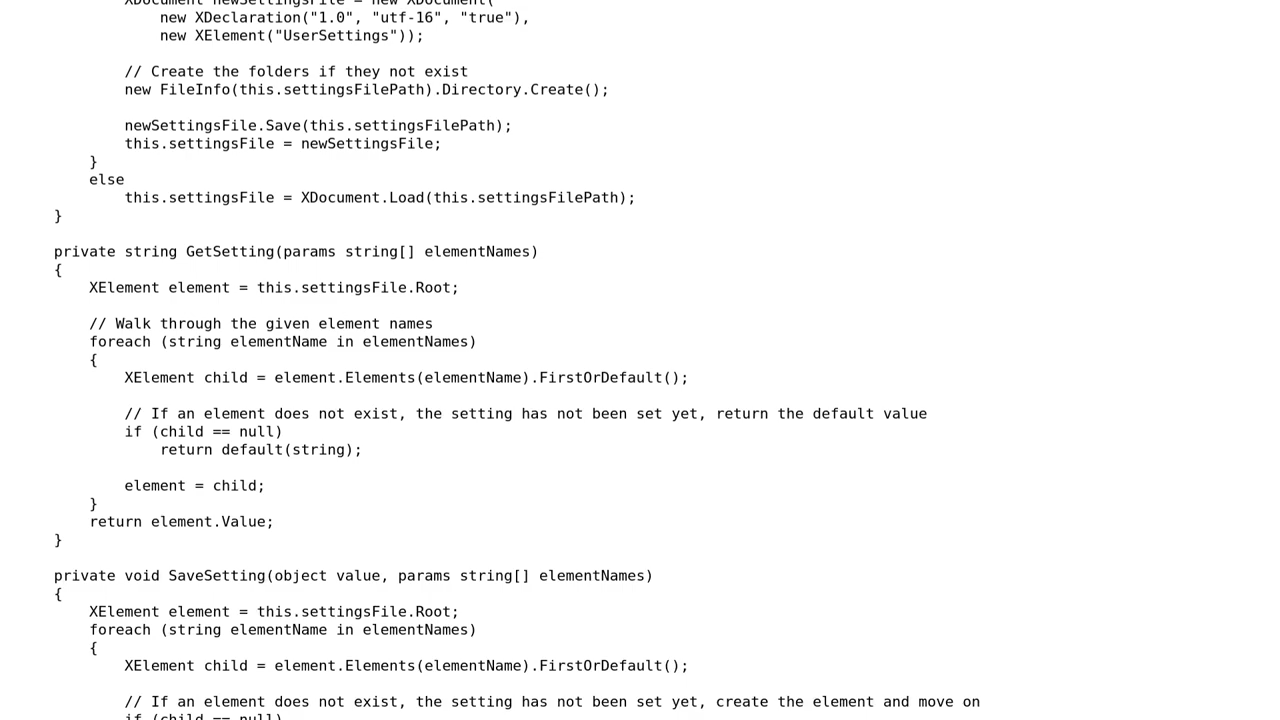 XDocument newSettingsFile = new XDocument(
new XDeclaration("1.0", "utf-16", "true"),
new XElement("UserSettings"));
// Create the folders if they not exist
new FileInfo(this.settingsFilePath).Directory.Create();
newSettingsFile.Save(this.settingsFilePath);
this.settingsFile = newSettingsFile;
}
else
this.settingsFile = XDocument.Load(this.settingsFilePath);
}
private string GetSetting(params string[] elementNames)
{
XElement element = this.settingsFile.Root;
// Walk through the given element names
foreach (string elementName in elementNames)
{
XElement child = element.Elements(elementName).FirstOrDefault();
// If an element does not exist, the setting has not been set yet, return the default value
if (child == null)
return default(string);
element = child;
}
return element.Value;
}
private void SaveSetting(object value, params string[] elementNames)
{
XElement element = this.settingsFile.Root;
foreach (string elementName in elementNames)
{
XElement child = element.Elements(elementName).FirstOrDefault();
// If an element does not exist, the setting has not been set yet, create the element and move on
if (child == null)